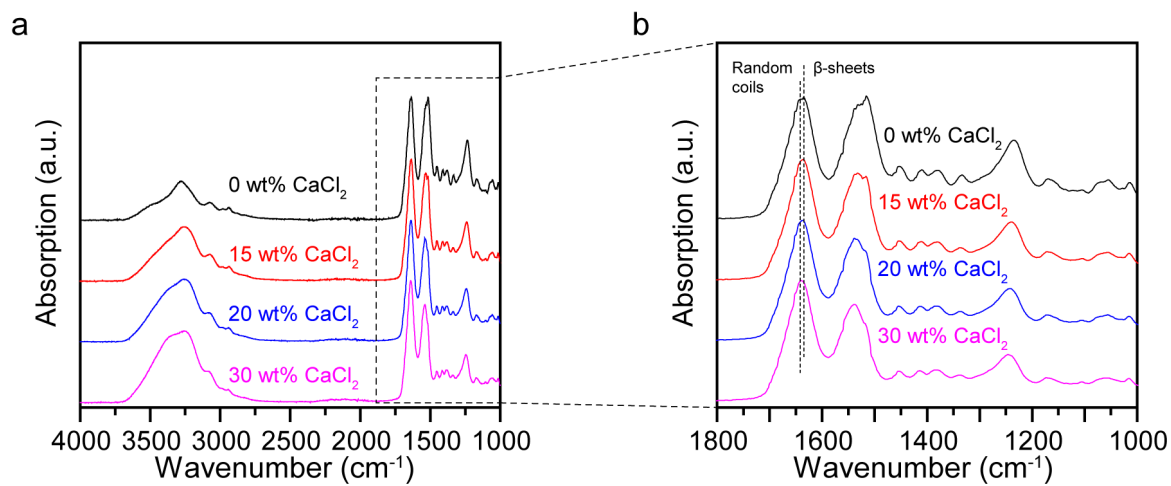 a
Absorption (a.u.)
0 wt% CaCl₂
15 wt% CaCl₂
20 wt% CaCl₂
30 wt% CaCl₂
4000 3500 3000 2500 2000 1500 1000
Wavenumber (cm⁻¹)
b
Absorption (a.u.)
Random β-sheets
coils
0 wt% CaCl₂
15 wt% CaCl₂
20 wt% CaCl₂
30 wt% CaCl₂
1800 1600 1400 1200 1000
Wavenumber (cm⁻¹)